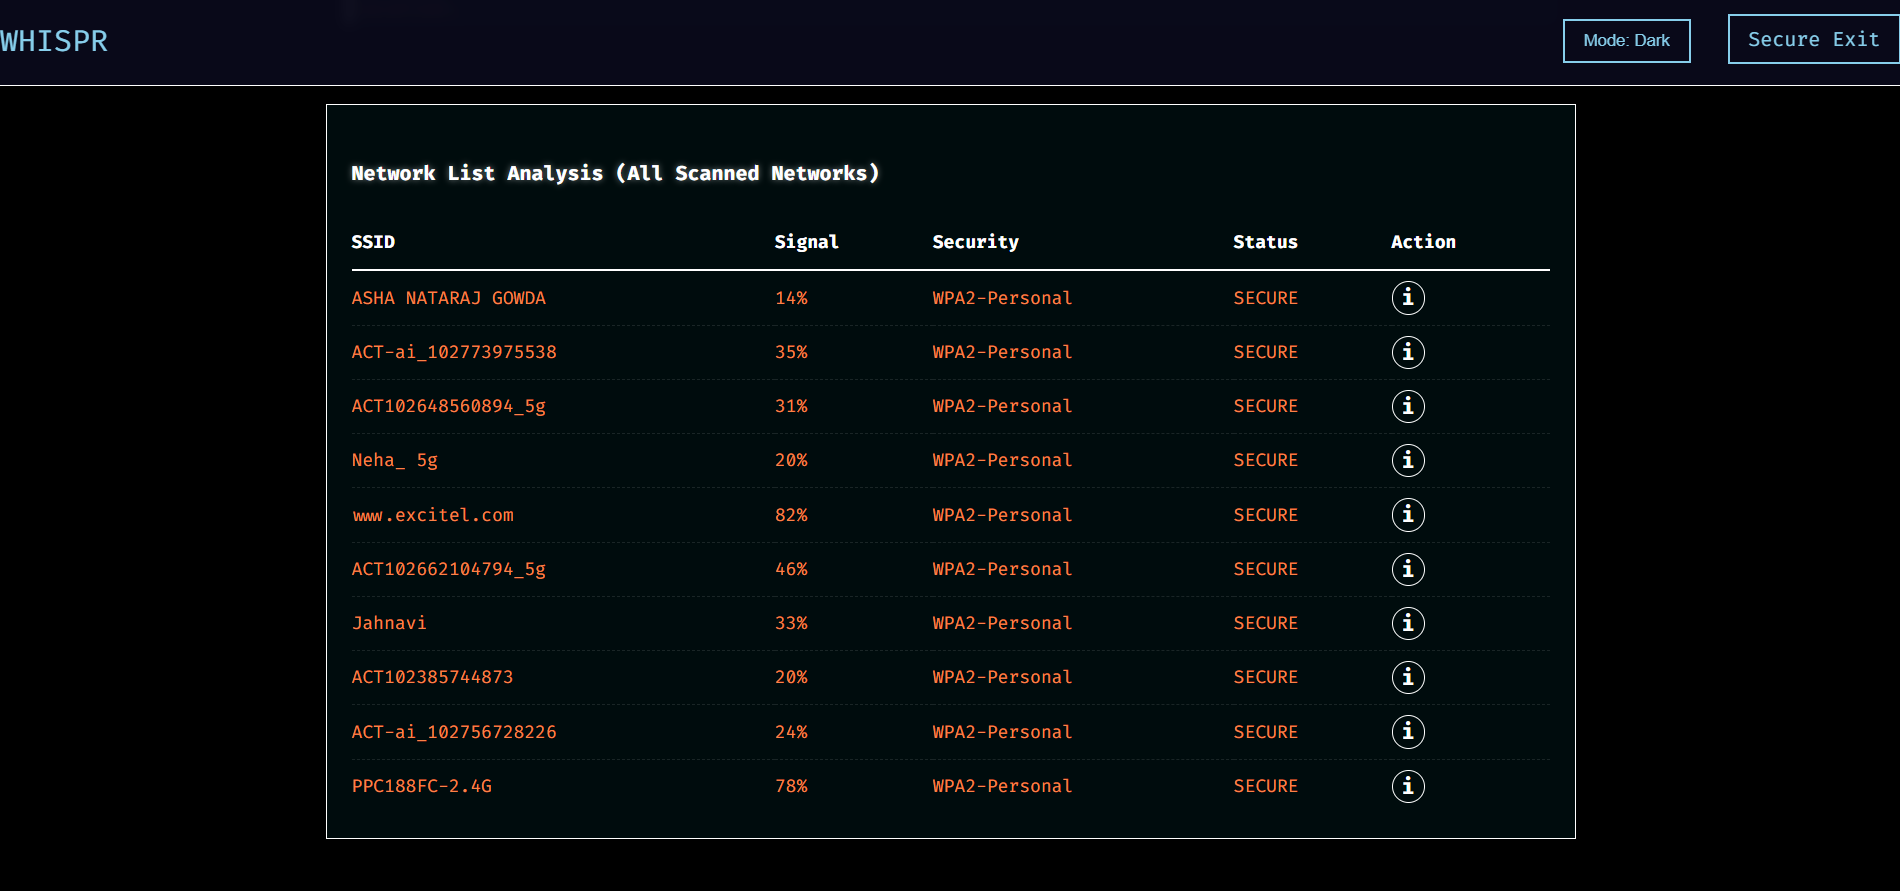 WHISPR Mode: Dark Secure Exit
Network List Analysis (All Scanned Networks)
SSID Signal Security Status Action
ASHA NATARAJ GOWDA 14% WPA2-Personal SECURE i
ACT-ai_102773975538 35% WPA2-Personal SECURE i
ACT102648560894_5g 31% WPA2-Personal SECURE i
Neha_ 5g 20% WPA2-Personal SECURE i
www.excitel.com 82% WPA2-Personal SECURE i
ACT102662104794_5g 46% WPA2-Personal SECURE i
Jahnavi 33% WPA2-Personal SECURE i
ACT102385744873 20% WPA2-Personal SECURE i
ACT-ai_102756728226 24% WPA2-Personal SECURE i
PPC188FC-2.4G 78% WPA2-Personal SECURE i